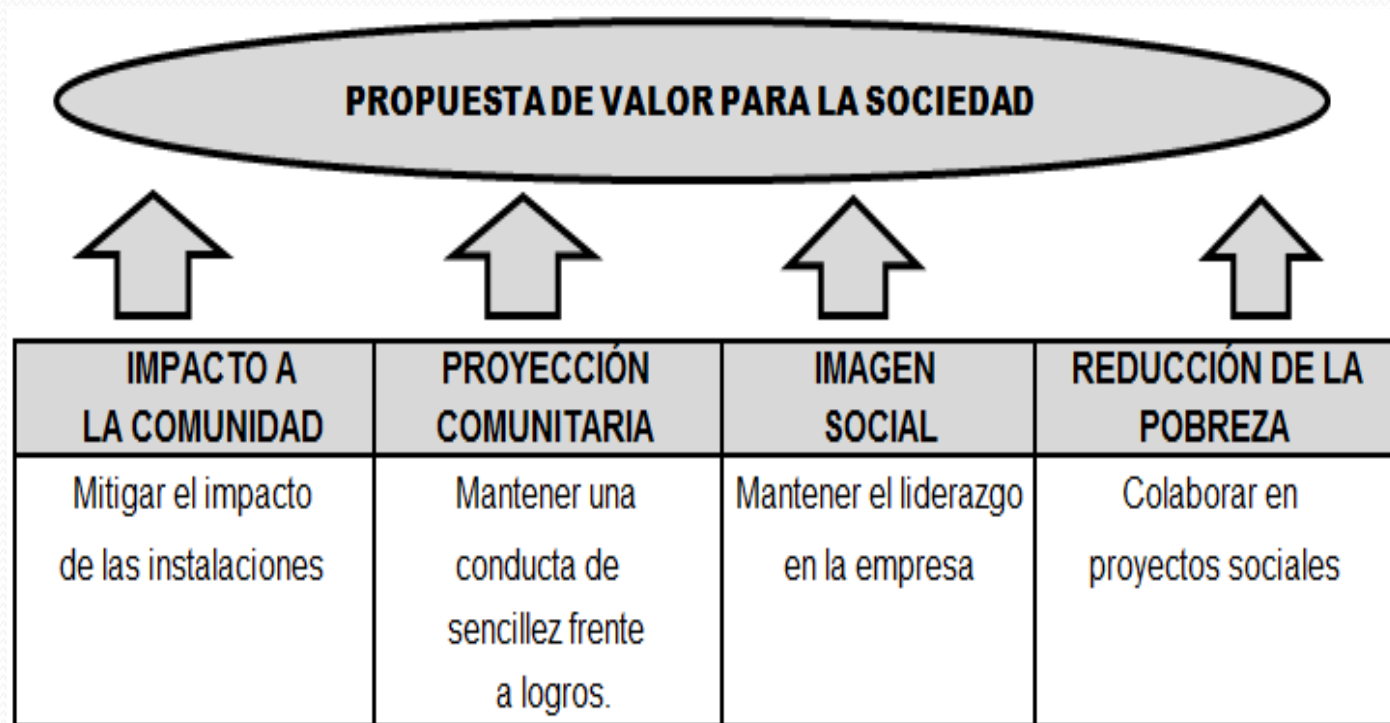 PROPUESTA DE VALOR PARA LA SOCIEDAD
IMPACTO A
LA COMUNIDAD
Mitigar el impacto
de las instalaciones
PROYECCIÓN
COMUNITARIA
Mantener una
conducta de
sencillez frente
a logros.
IMAGEN
SOCIAL
Mantener el liderazgo
en la empresa
REDUCCIÓN DE LA
POBREZA
Colaborar en
proyectos sociales